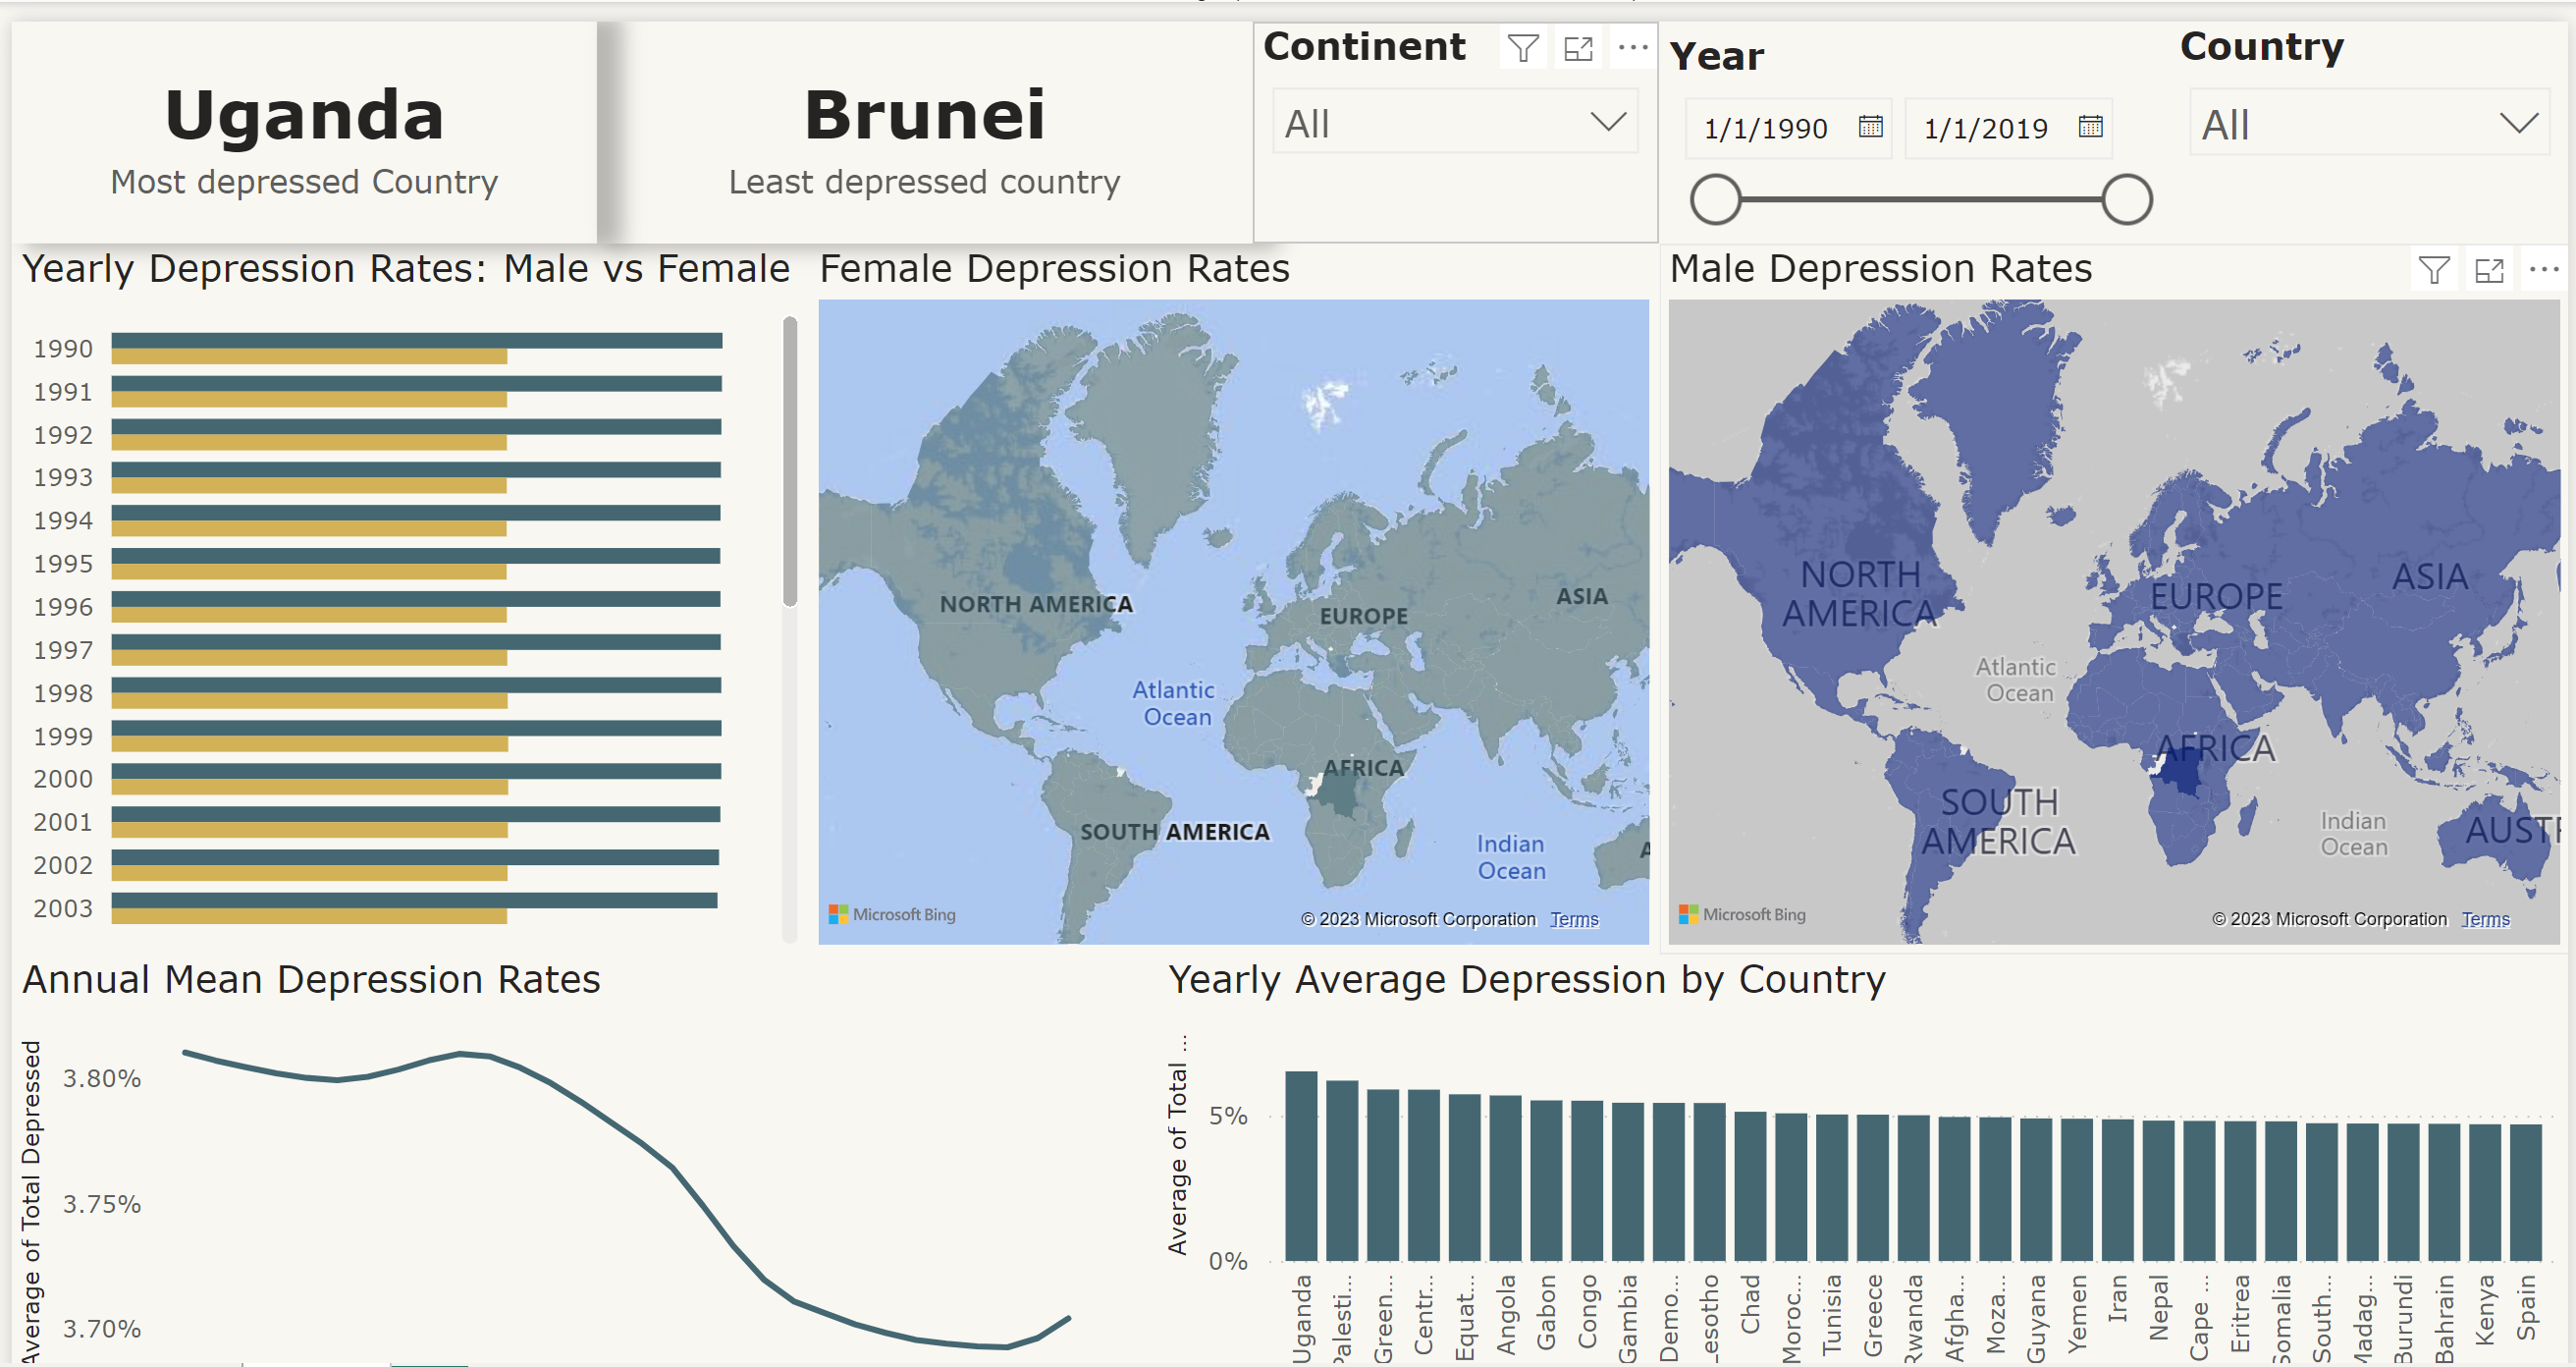 Uganda
Most depressed Country
Brunei
Least depressed country
Continent
All
Year
1/1/1990
1/1/2019
Country
All
Yearly Depression Rates: Male vs Female
1990
1991
1992
1993
1994
1995
1996
1997
1998
1999
2000
2001
2002
2003
Female Depression Rates
NORTH AMERICA
EUROPE
ASIA
Atlantic
Ocean
AFRICA
SOUTH AMERICA
Indian
Ocean
A
Microsoft Bing
© 2023 Microsoft Corporation Terms
Male Depression Rates
NORTH
AMERICA
EUROPE
ASIA
Atlantic
Ocean
AFRICA
SOUTH
AMERICA
Indian
Ocean
AUST
Microsoft Bing
© 2023 Microsoft Corporation Terms
Annual Mean Depression Rates
Average of Total Depressed
3.80%
3.75%
3.70%
Yearly Average Depression by Country
Average of Total ...
5%
0%
Uganda
Palesti...
Green...
Centr...
Equat...
Angola
Gabon
Congo
Gambia
Demo...
Lesotho
Chad
Moroc...
Tunisia
Greece
Rwanda
Afgha...
Moza...
Guyana
Yemen
Iran
Nepal
Cape ...
Eritrea
Somalia
South...
Madag...
Burundi
Bahrain
Kenya
Spain